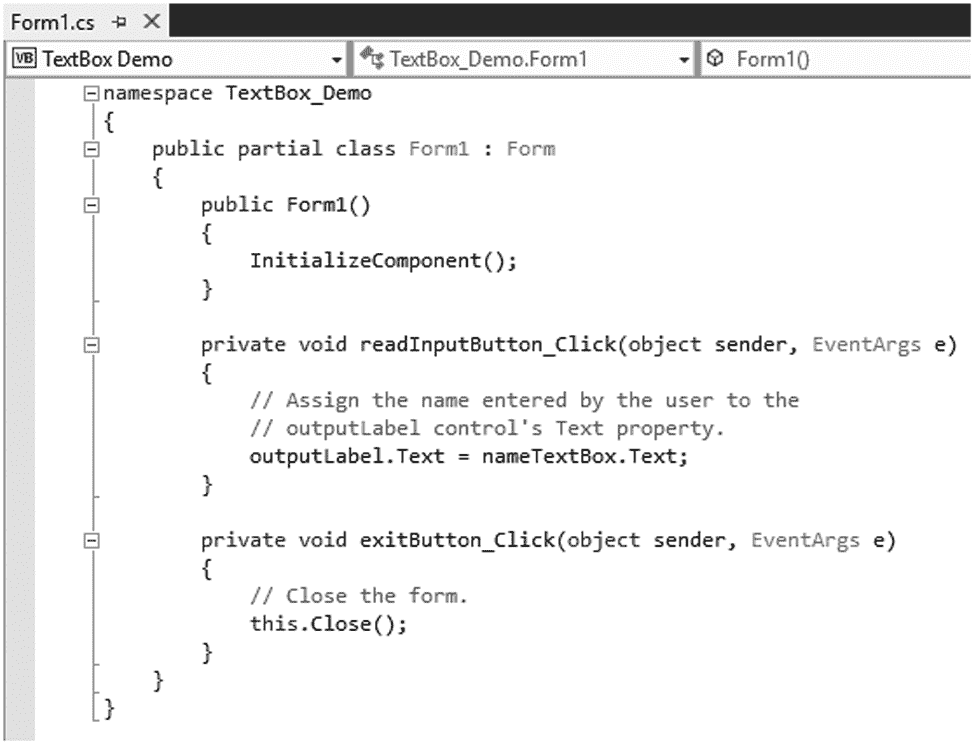 Form1.cs
VB TextBox Demo TextBox_Demo.Form1 Form1()
namespace TextBox_Demo
{
    public partial class Form1 : Form
    {
        public Form1()
        {
            InitializeComponent();
        }

        private void readInputButton_Click(object sender, EventArgs e)
        {
            // Assign the name entered by the user to the
            // outputLabel control's Text property.
            outputLabel.Text = nameTextBox.Text;
        }

        private void exitButton_Click(object sender, EventArgs e)
        {
            // Close the form.
            this.Close();
        }
    }
}